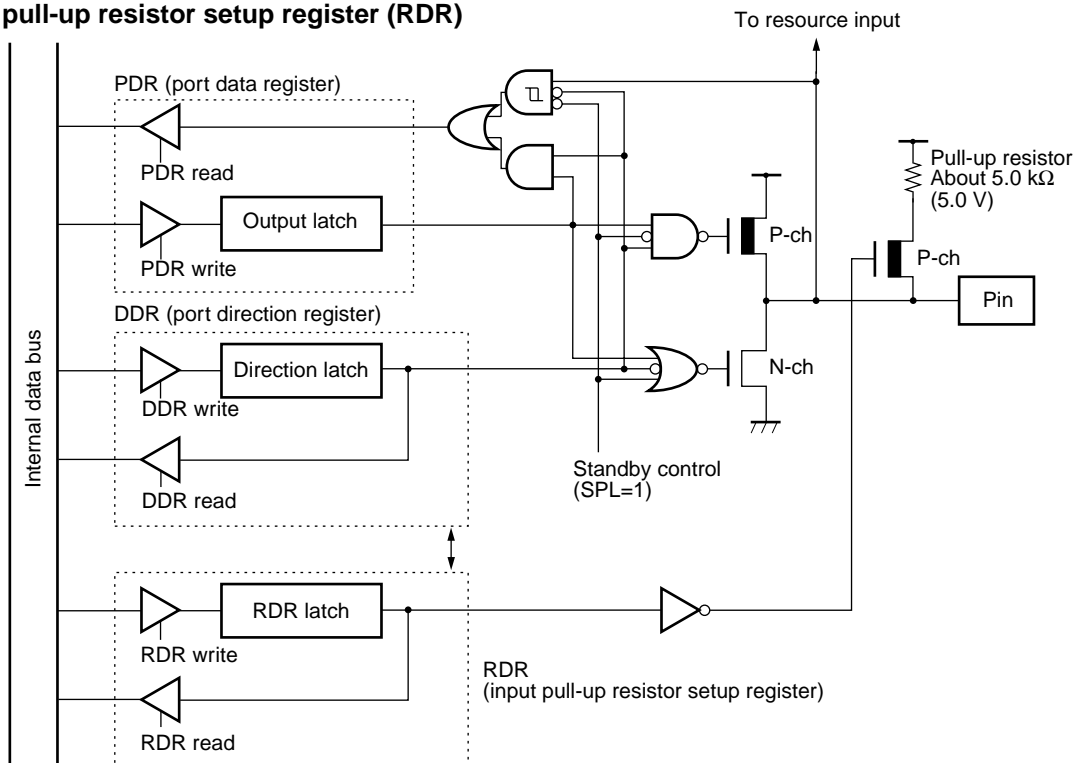 pull-up resistor setup register (RDR)
To resource input
PDR (port data register)
PDR read
Output latch
PDR write
Pull-up resistor
About 5.0 kΩ
(5.0 V)
P-ch
P-ch
Pin
DDR (port direction register)
Direction latch
DDR write
N-ch
Internal data bus
DDR read
Standby control
(SPL=1)
RDR latch
RDR write
RDR
(input pull-up resistor setup register)
RDR read